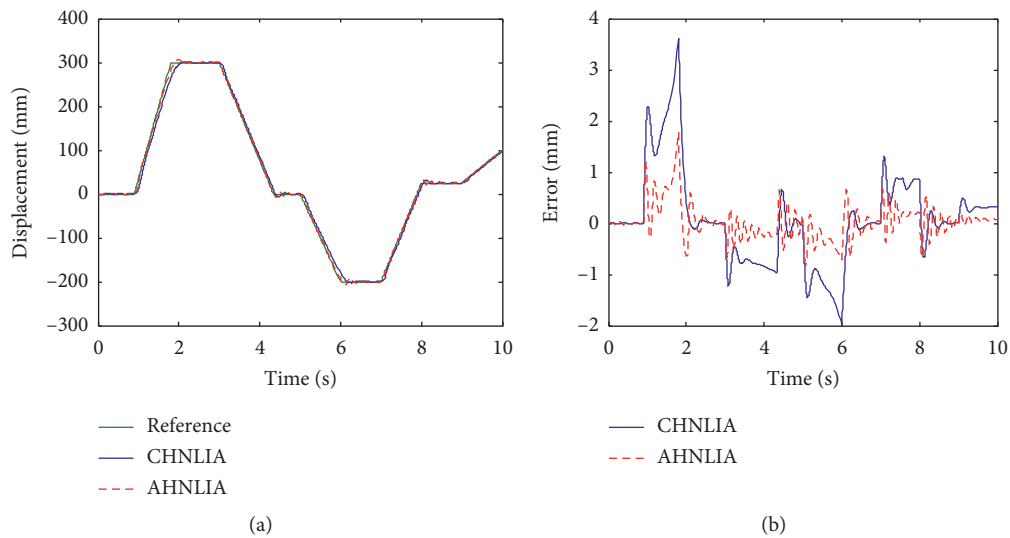 400
300
200
100
0
−100
−200
−300
Displacement (mm)
0 2 4 6 8 10
Time (s)
Reference
CHNLIA
AHNLIA
(a)
4
3
2
1
0
−1
−2
Error (mm)
0 2 4 6 8 10
Time (s)
CHNLIA
AHNLIA
(b)